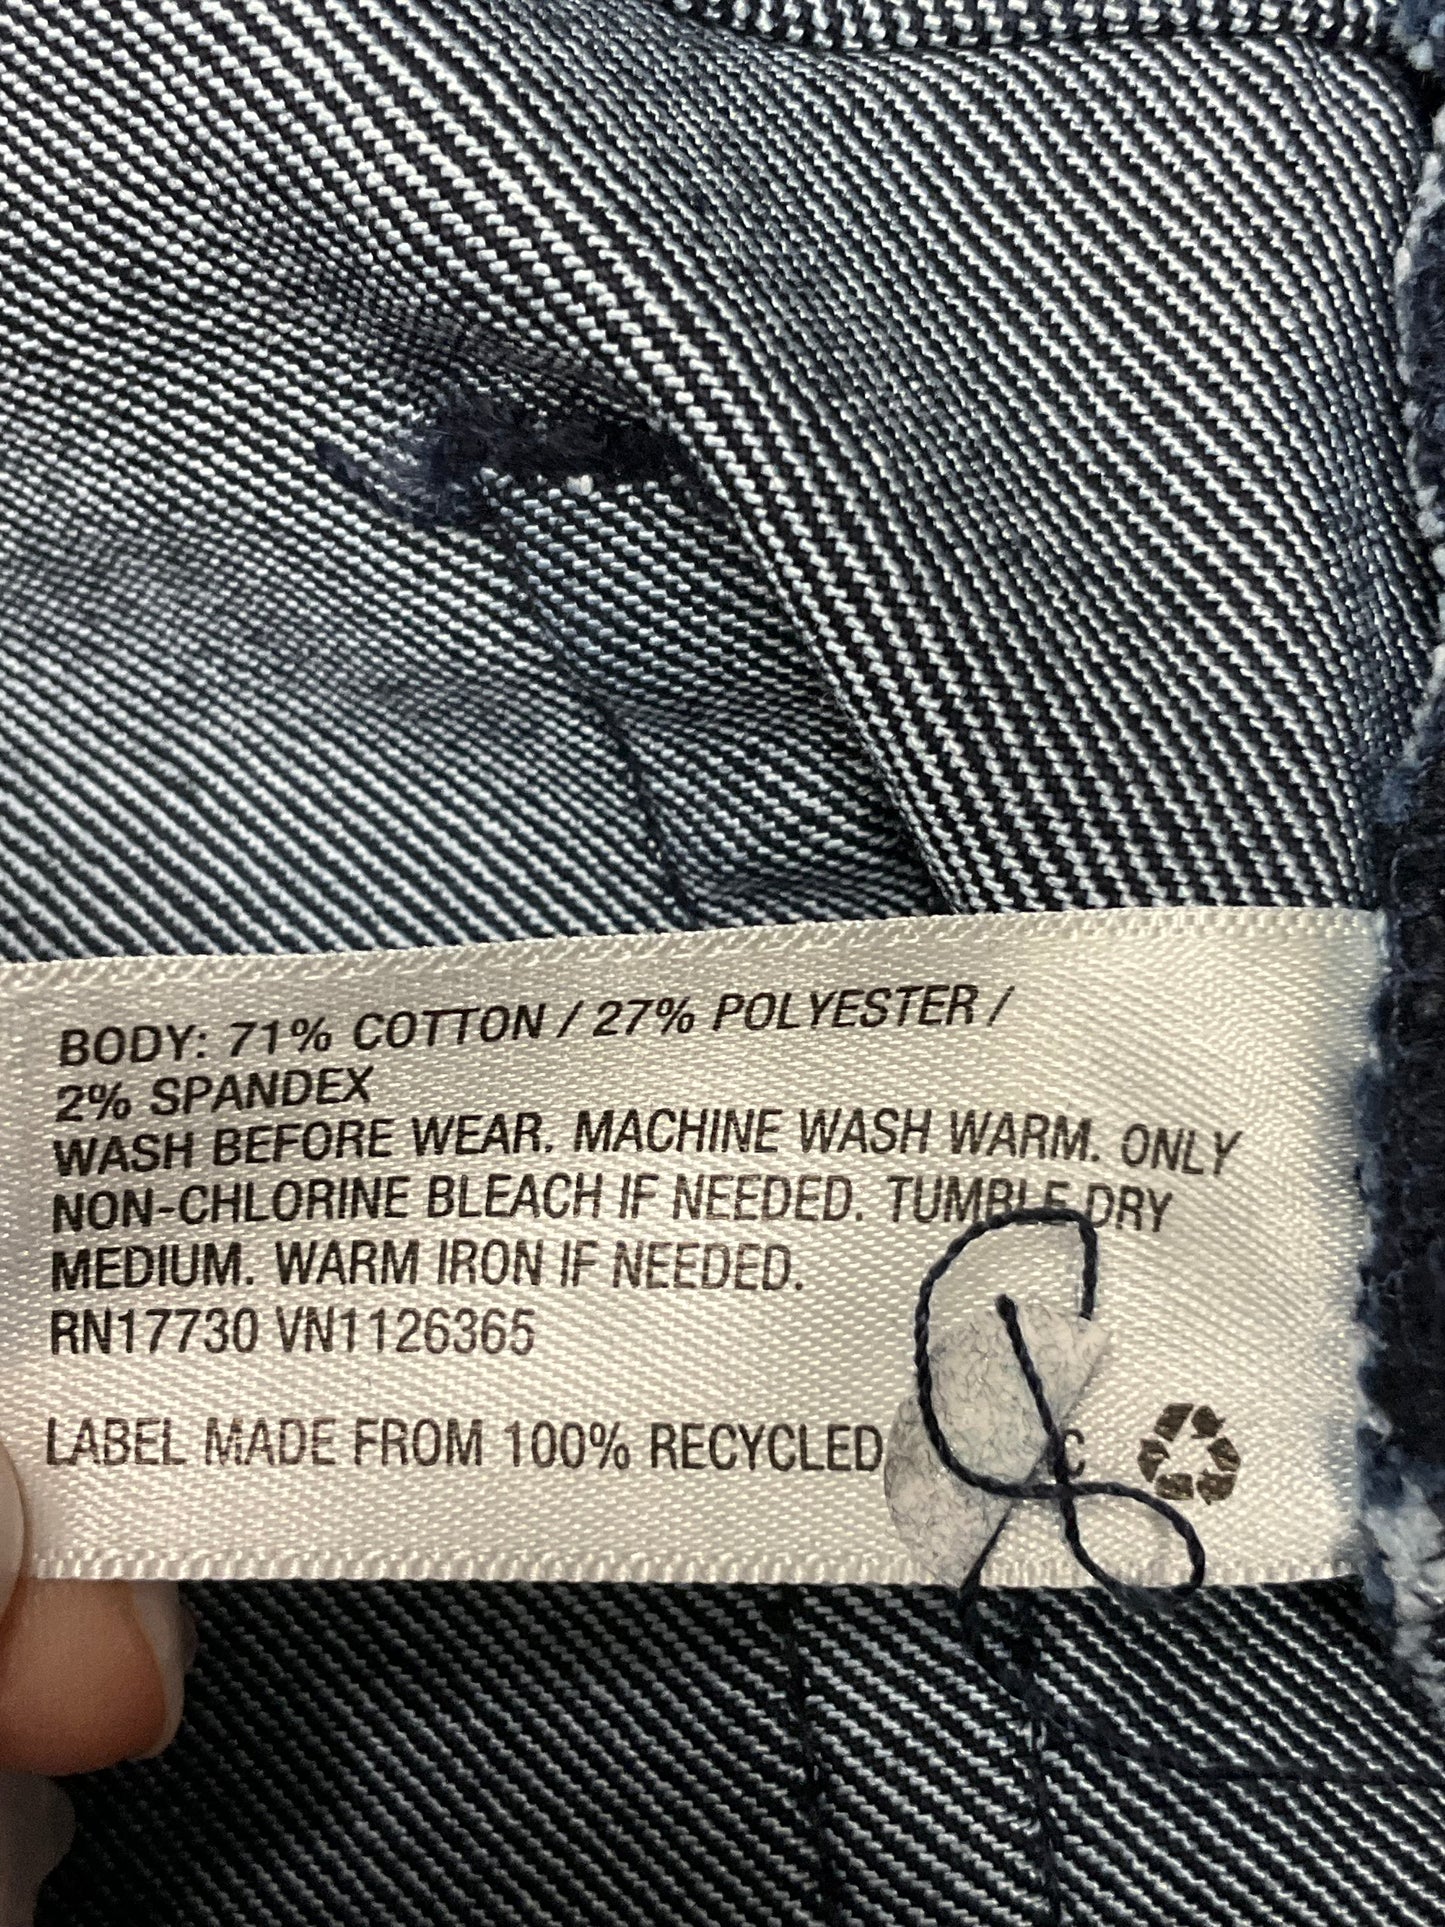 BODY: 71% COTTON / 27% POLYESTER /
2% SPANDEX
WASH BEFORE WEAR. MACHINE WASH WARM. ONLY
NON-CHLORINE BLEACH IF NEEDED. TUMBLE DRY
MEDIUM. WARM IRON IF NEEDED.
RN17730 VN1126365
LABEL MADE FROM 100% RECYCLED